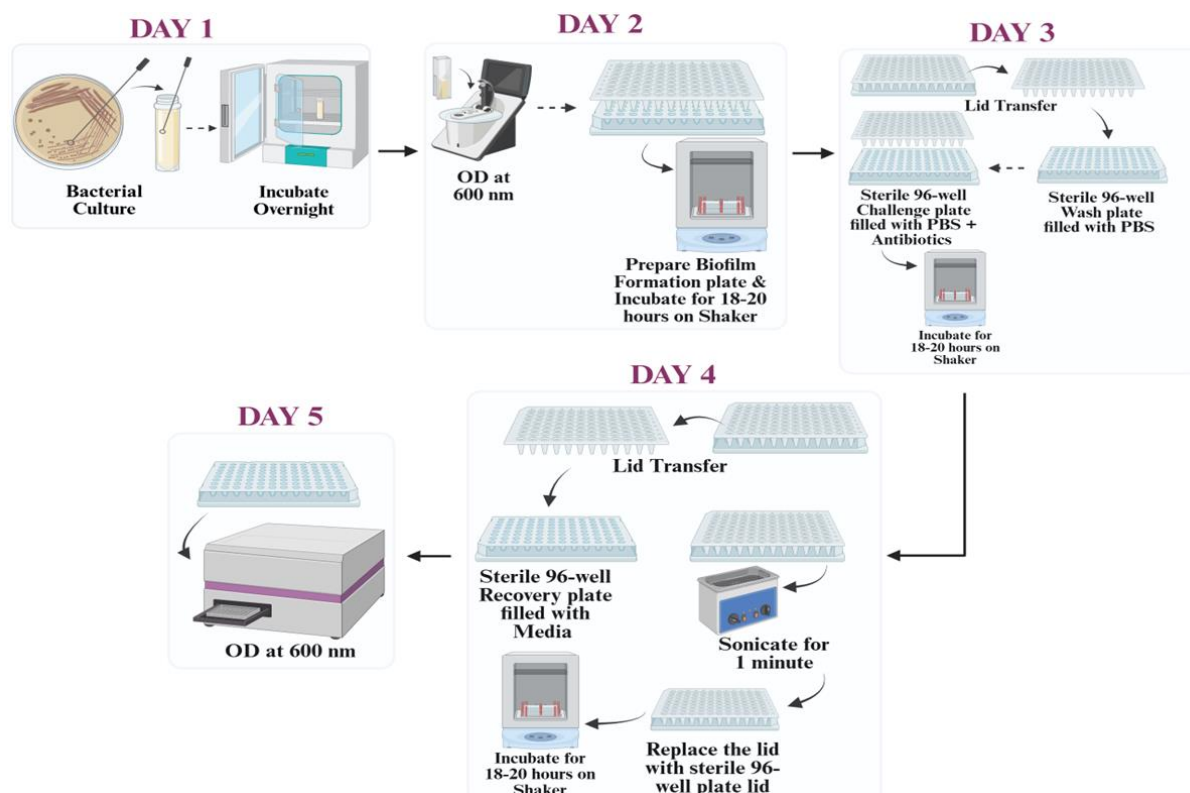 DAY 1
Bacterial
Culture
Incubate
Overnight
DAY 2
OD at
600 nm
Prepare Biofilm
Formation plate &
Incubate for 18-20
hours on Shaker
DAY 3
Lid Transfer
Sterile 96-well
Challenge plate
filled with PBS +
Antibiotics
Sterile 96-well
Wash plate
filled with PBS
Incubate for
18-20 hours on
Shaker
DAY 4
Lid Transfer
Sterile 96-well
Recovery plate
filled with
Media
Sonicate for
1 minute
Replace the lid
with sterile 96-
well plate lid
Incubate for
18-20 hours on
Shaker
DAY 5
OD at 600 nm